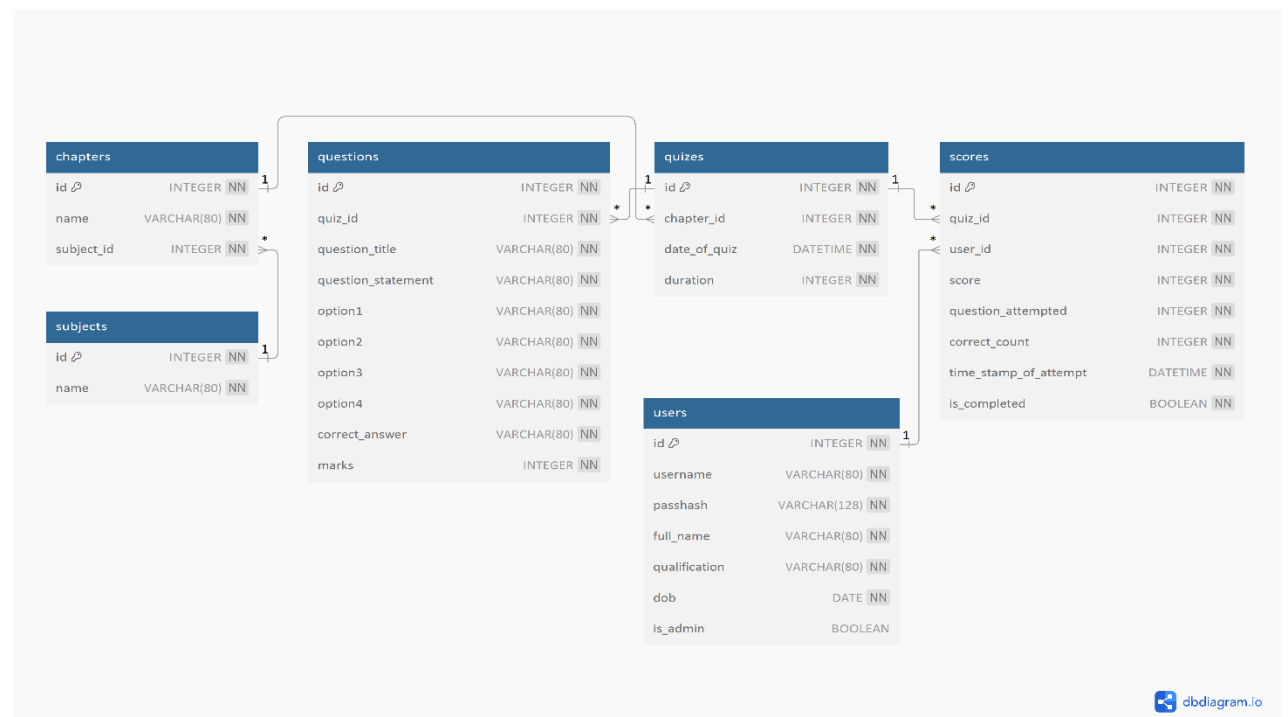 chapters
id INTEGER NN
name VARCHAR(80) NN
subject_id INTEGER NN
1
*
subjects
id INTEGER NN
name VARCHAR(80) NN
1
questions
id INTEGER NN
quiz_id INTEGER NN
question_title VARCHAR(80) NN
question_statement VARCHAR(80) NN
option1 VARCHAR(80) NN
option2 VARCHAR(80) NN
option3 VARCHAR(80) NN
option4 VARCHAR(80) NN
correct_answer VARCHAR(80) NN
marks INTEGER NN
*
1
*
quizes
id INTEGER NN
chapter_id INTEGER NN
date_of_quiz DATETIME NN
duration INTEGER NN
1
*
*
scores
id INTEGER NN
quiz_id INTEGER NN
user_id INTEGER NN
score INTEGER NN
question_attempted INTEGER NN
correct_count INTEGER NN
time_stamp_of_attempt DATETIME NN
is_completed BOOLEAN NN
users
id INTEGER NN
username VARCHAR(80) NN
passhash VARCHAR(128) NN
full_name VARCHAR(80) NN
qualification VARCHAR(80) NN
dob DATE NN
is_admin BOOLEAN
1
dbdiagram.io